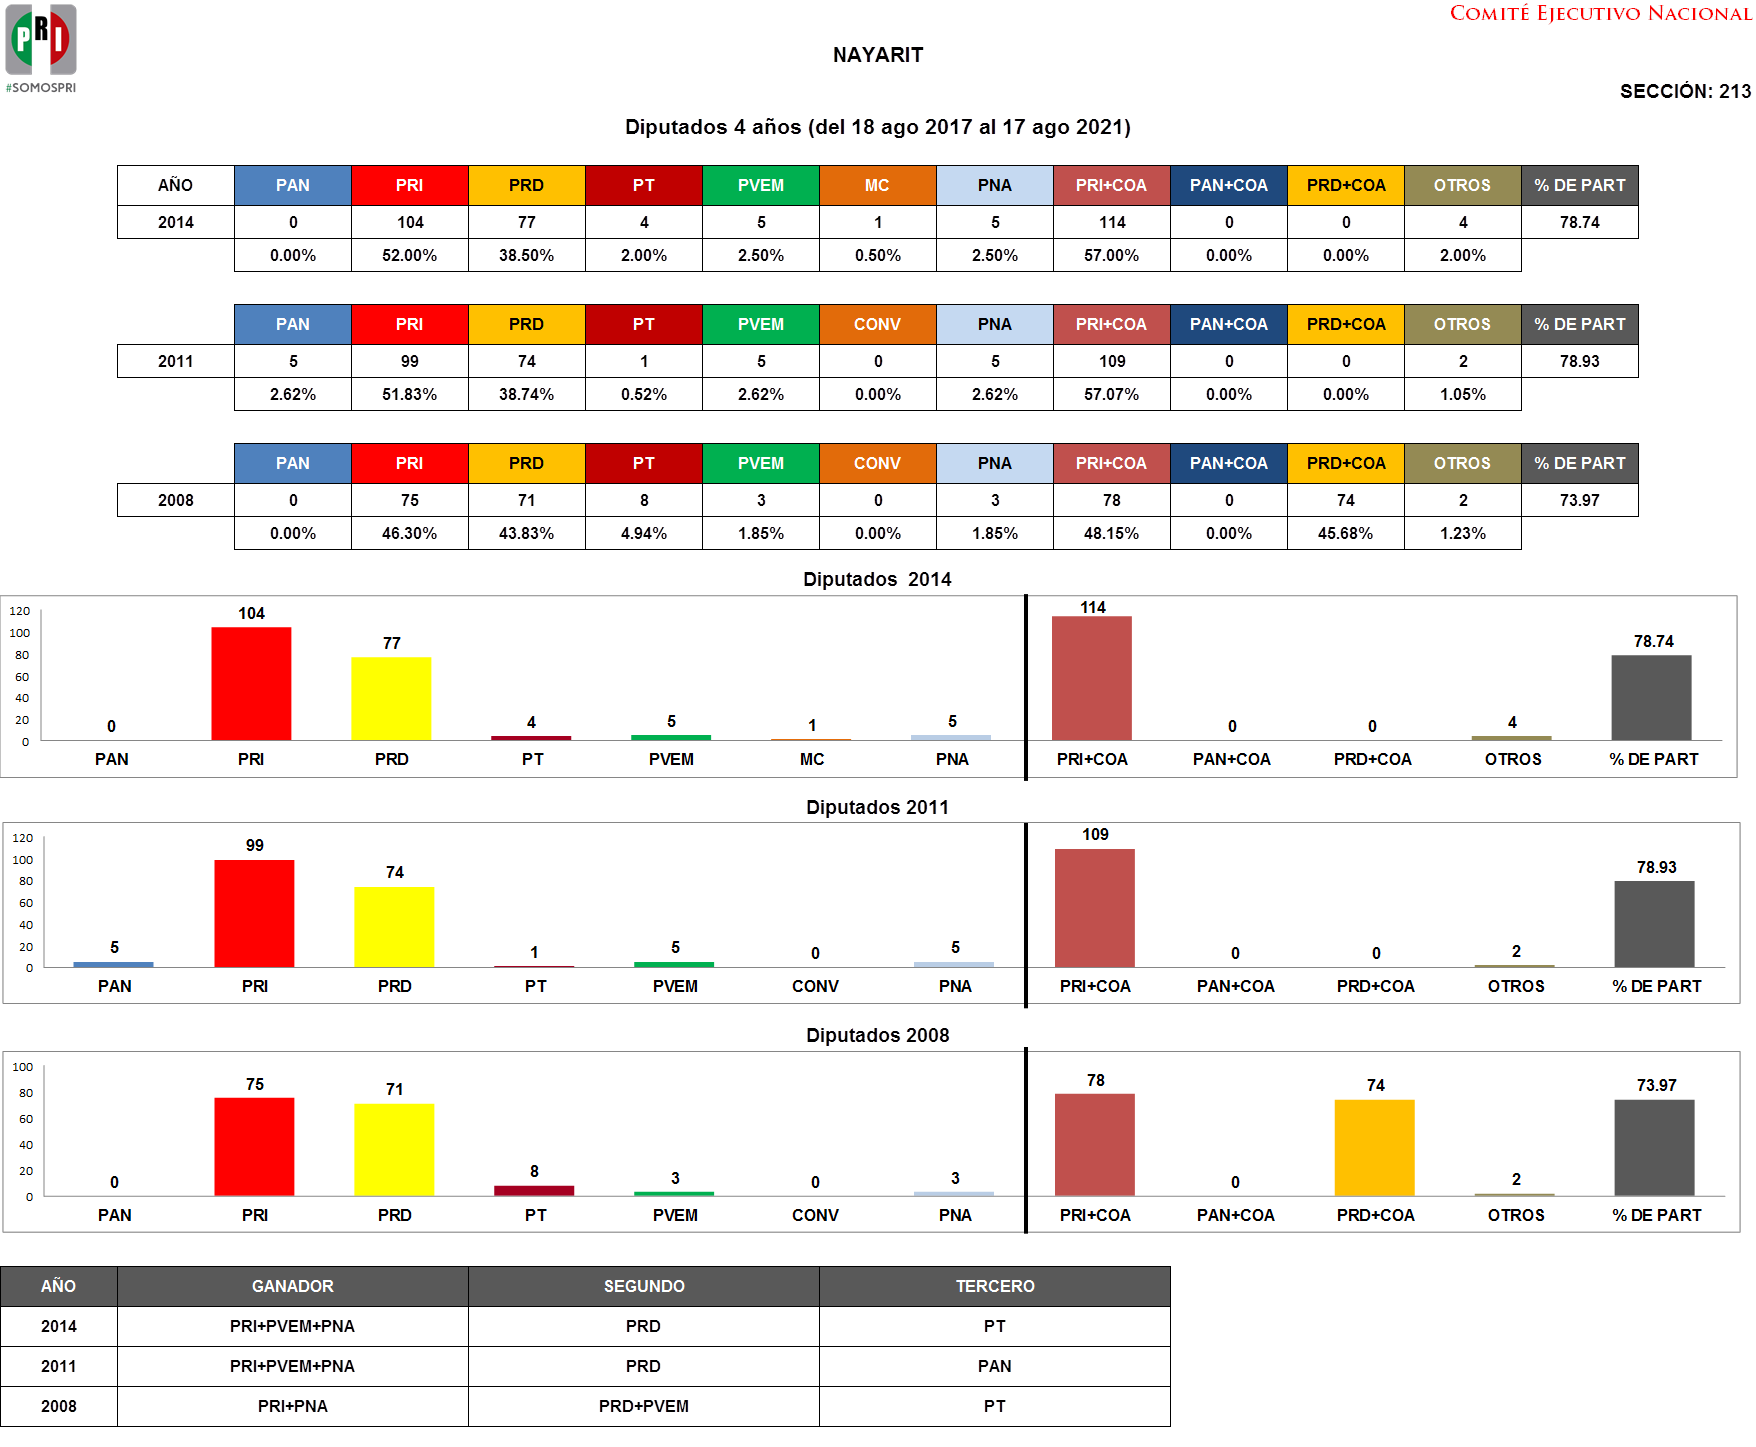 PRI
#SOMOSPRI
COMITÉ EJECUTIVO NACIONAL
NAYARIT
SECCIÓN: 213
Diputados 4 años (del 18 ago 2017 al 17 ago 2021)
AÑO PAN PRI PRD PT PVEM MC PNA PRI+COA PAN+COA PRD+COA OTROS % DE PART
2014 0 104 77 4 5 1 5 114 0 0 4 78.74
0.00% 52.00% 38.50% 2.00% 2.50% 0.50% 2.50% 57.00% 0.00% 0.00% 2.00%
PAN PRI PRD PT PVEM CONV PNA PRI+COA PAN+COA PRD+COA OTROS % DE PART
2011 5 99 74 1 5 0 5 109 0 0 2 78.93
2.62% 51.83% 38.74% 0.52% 2.62% 0.00% 2.62% 57.07% 0.00% 0.00% 1.05%
PAN PRI PRD PT PVEM CONV PNA PRI+COA PAN+COA PRD+COA OTROS % DE PART
2008 0 75 71 8 3 0 3 78 0 74 2 73.97
0.00% 46.30% 43.83% 4.94% 1.85% 0.00% 1.85% 48.15% 0.00% 45.68% 1.23%
Diputados 2014
120
100
80
60
40
20
0
0 104 77 4 5 1 5 114 0 0 4 78.74
PAN PRI PRD PT PVEM MC PNA PRI+COA PAN+COA PRD+COA OTROS % DE PART
Diputados 2011
120
100
80
60
40
20
0
5 99 74 1 5 0 5 109 0 0 2 78.93
PAN PRI PRD PT PVEM CONV PNA PRI+COA PAN+COA PRD+COA OTROS % DE PART
Diputados 2008
100
80
60
40
20
0
0 75 71 8 3 0 3 78 0 74 2 73.97
PAN PRI PRD PT PVEM CONV PNA PRI+COA PAN+COA PRD+COA OTROS % DE PART
AÑO GANADOR SEGUNDO TERCERO
2014 PRI+PVEM+PNA PRD PT
2011 PRI+PVEM+PNA PRD PAN
2008 PRI+PNA PRD+PVEM PT